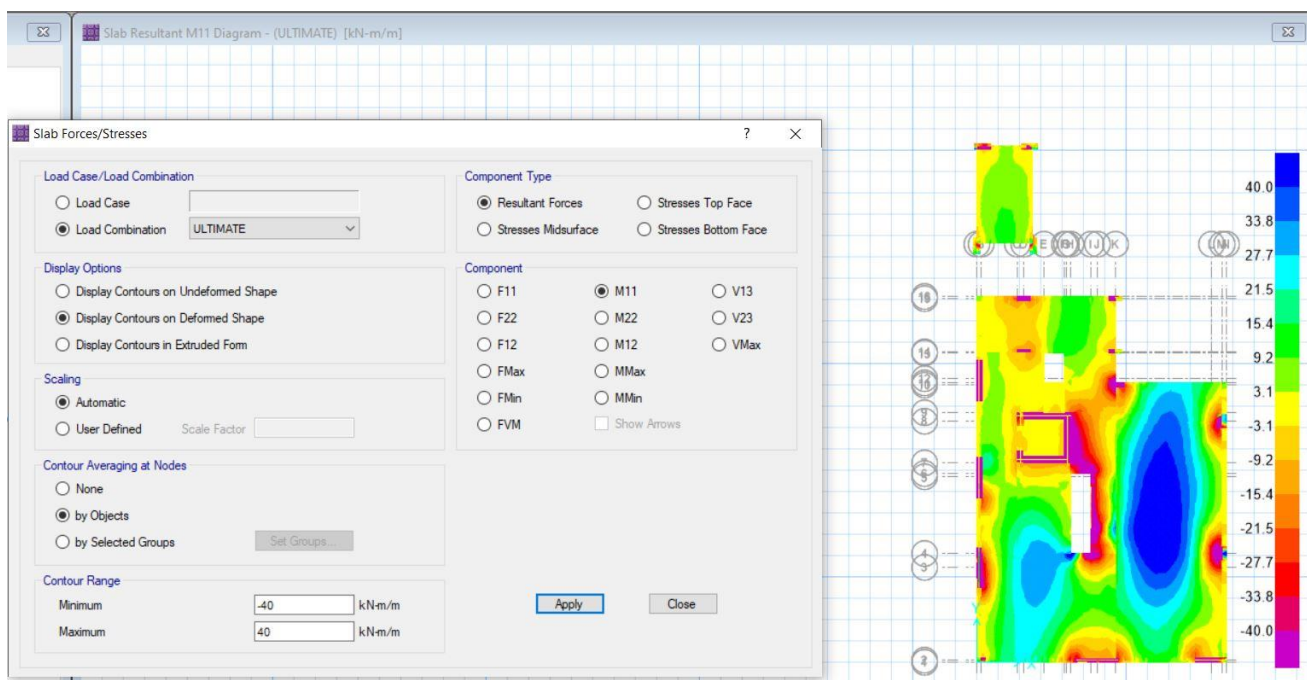 Slab Resultant M11 Diagram - (ULTIMATE) [kN-m/m]
Slab Forces/Stresses
? 
Load Case/Load Combination
Load Case
Load Combination ULTIMATE
Display Options
Display Contours on Undeformed Shape
Display Contours on Deformed Shape
Display Contours in Extruded Form
Scaling
Automatic
User Defined Scale Factor
Contour Averaging at Nodes
None
by Objects
by Selected Groups Set Groups...
Contour Range
Minimum -40 kN-m/m
Maximum 40 kN-m/m
Component Type
Resultant Forces Stresses Top Face
Stresses Midsurface Stresses Bottom Face
Component
F11 M11 V13
F22 M22 V23
F12 M12 VMax
FMax MMax
FMin MMin
FVM Show Arrows
Apply Close
E I J K
4
3
2
Y
X
40.0
33.8
27.7
21.5
15.4
9.2
3.1
-3.1
-9.2
-15.4
-21.5
-27.7
-33.8
-40.0